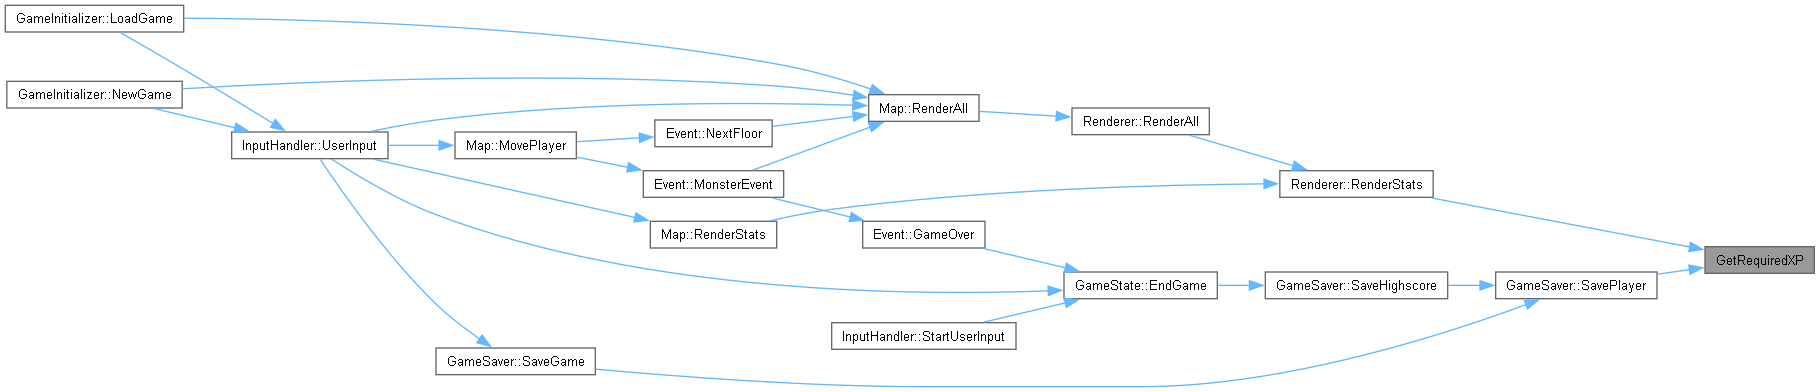 GameInitializer::LoadGame
GameInitializer::NewGame
InputHandler::UserInput
Map::MovePlayer
Event::NextFloor
Event::MonsterEvent
Map::RenderStats
Map::RenderAll
Renderer::RenderAll
Renderer::RenderStats
Event::GameOver
GetRequiredXP
GameState::EndGame
GameSaver::SaveHighscore
GameSaver::SavePlayer
InputHandler::StartUserInput
GameSaver::SaveGame